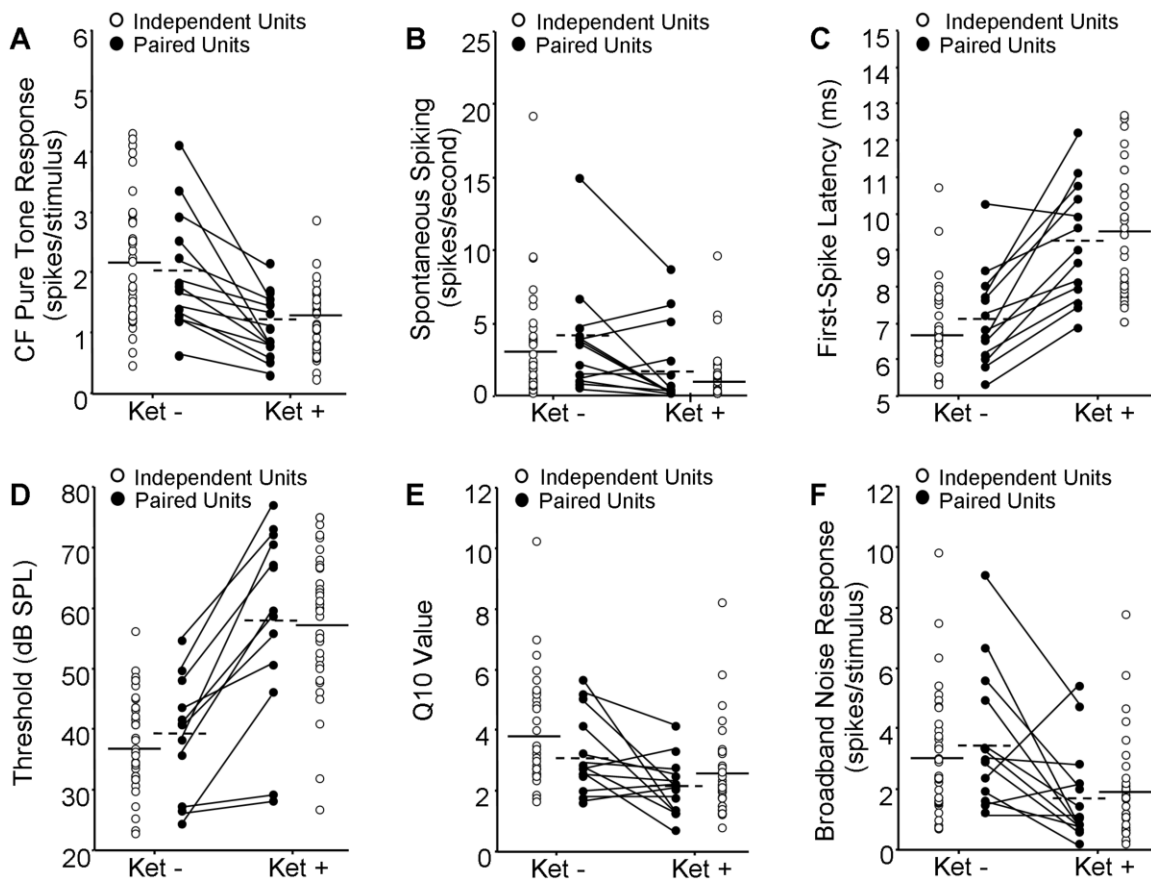 A
○ Independent Units
● Paired Units
CF Pure Tone Response
(spikes/stimulus)
6
5
4
3
2
1
0
Ket -
Ket +
B
○ Independent Units
● Paired Units
Spontaneous Spiking
(spikes/second)
25
20
15
10
5
0
Ket -
Ket +
C
○ Independent Units
● Paired Units
First-Spike Latency (ms)
15
14
13
12
11
10
9
8
7
6
5
Ket -
Ket +
D
○ Independent Units
● Paired Units
Threshold (dB SPL)
80
70
60
50
40
30
20
Ket -
Ket +
E
○ Independent Units
● Paired Units
Q10 Value
12
10
8
6
4
2
0
Ket -
Ket +
F
○ Independent Units
● Paired Units
Broadband Noise Response
(spikes/stimulus)
12
10
8
6
4
2
0
Ket -
Ket +